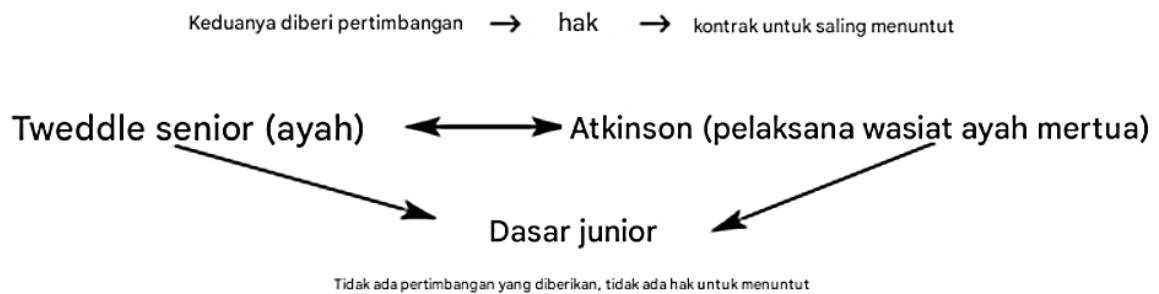 Keduanya diberi pertimbangan → hak → kontrak untuk saling menuntut
Tweddle senior (ayah) Atkinson (pelaksana wasiat ayah mertua)
Dasar junior
Tidak ada pertimbangan yang diberikan, tidak ada hak untuk menuntut